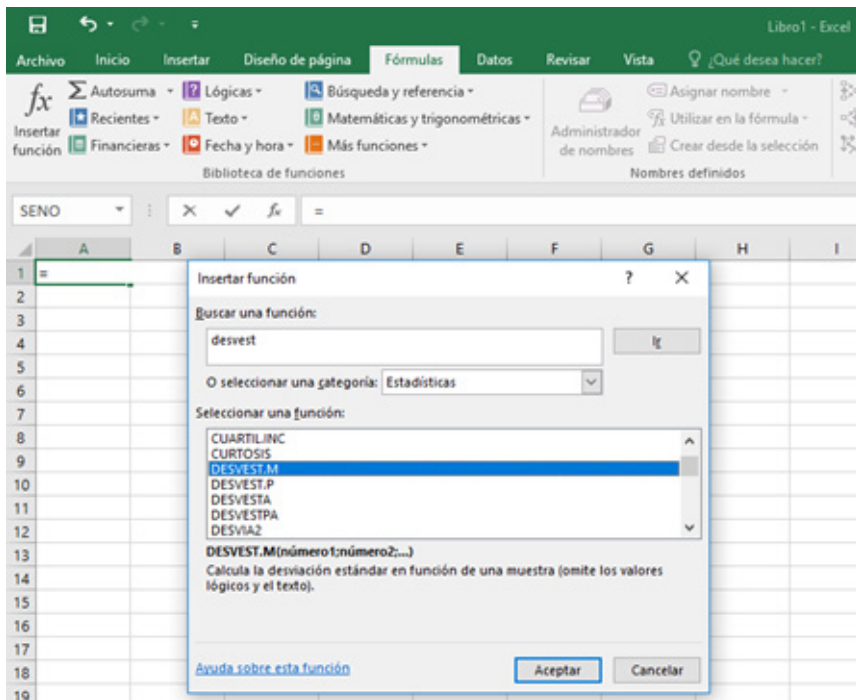 Libro1 - Excel
Archivo Inicio Insertar Diseño de página Fórmulas Datos Revisar Vista ¿Qué desea hacer?
fx Insertar función
Σ Autosuma
Recientes
Financieras
Lógicas
Texto
Fecha y hora
Búsqueda y referencia
Matemáticas y trigonométricas
Más funciones
Biblioteca de funciones
Administrador de nombres
Asignar nombre
Utilizar en la fórmula
Crear desde la selección
Nombres definidos
SENO fx =
A B C D E F G H I
1 =
2
3
4
5
6
7
8
9
10
11
12
13
14
15
16
17
18
19
Insertar función ?
Buscar una función:
desvest
Ir
O seleccionar una categoría: Estadísticas
Seleccionar una función:
CUARTIL.INC
CURTOSIS
DESVEST.M
DESVEST.P
DESVESTA
DESVESTPA
DESVIA2
DESVEST.M(número1;número2;...)
Calcula la desviación estándar en función de una muestra (omite los valores
lógicos y el texto).
Ayuda sobre esta función
Aceptar Cancelar